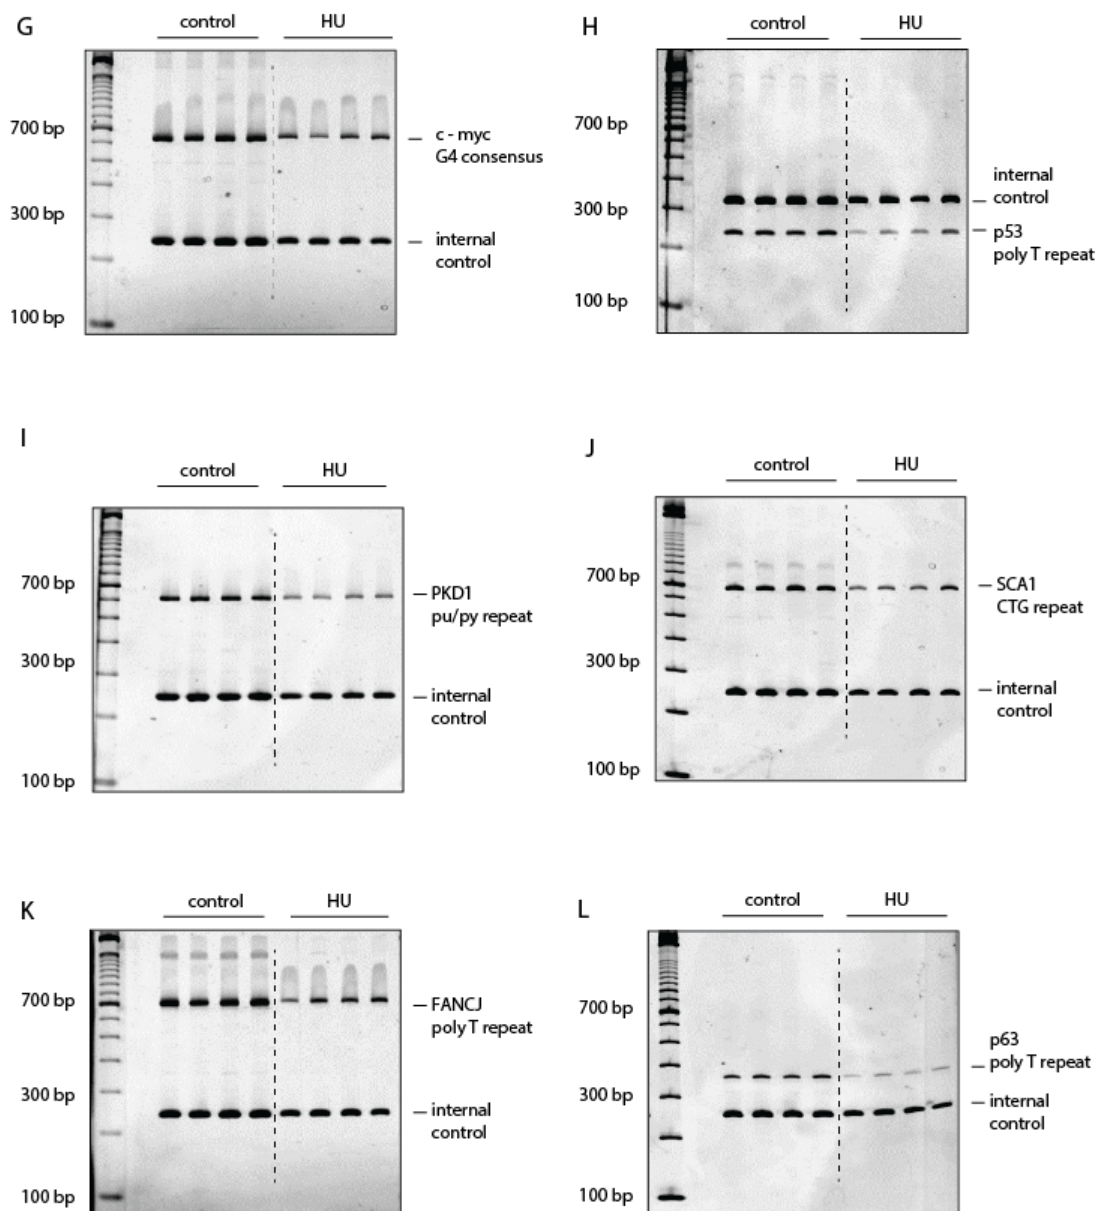 G
control HU
700 bp
c - myc
G4 consensus
300 bp
internal
control
100 bp
H
control HU
700 bp
internal
control
300 bp
p53
poly T repeat
100 bp
I
control HU
700 bp
PKD1
pu/py repeat
300 bp
internal
control
100 bp
J
control HU
700 bp
SCA1
CTG repeat
300 bp
internal
control
100 bp
K
control HU
700 bp
FANCJ
poly T repeat
300 bp
internal
control
100 bp
L
control HU
700 bp
p63
poly T repeat
300 bp
internal
control
100 bp